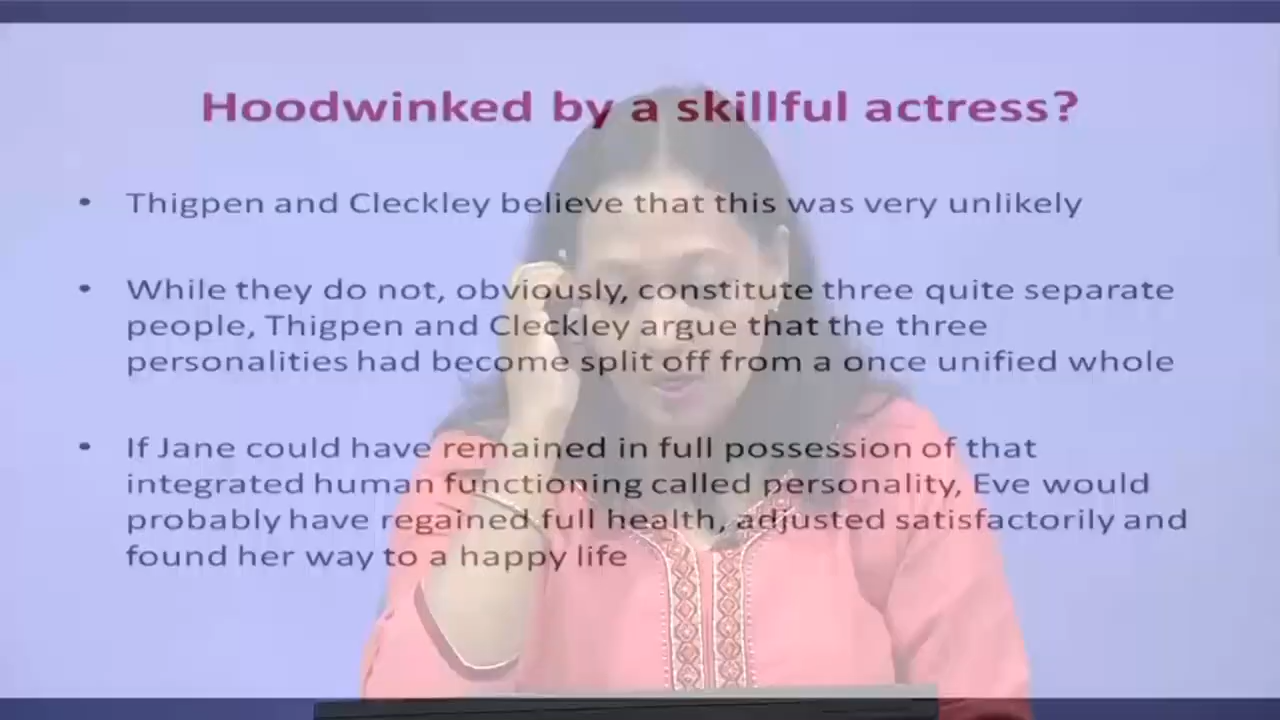 Hoodwinked by a skillful actress?
• Thigpen and Cleckley believe that this was very unlikely
• While they do not, obviously, constitute three quite separate
people, Thigpen and Cleckley argue that the three
personalities had become split off from a once unified whole
• If Jane could have remained in full possession of that
integrated human functioning called personality, Eve would
probably have regained full health, adjusted satisfactorily and
found her way to a happy life